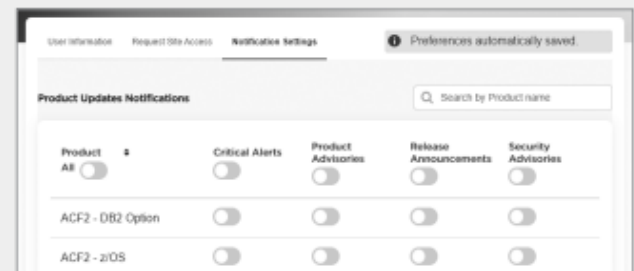 User Information Request Site Access Notification Settings Preferences automatically saved.
Product Updates Notifications Search by Product name
Product Critical Alerts Product Advisories Release Announcements Security Advisories
All
ACF2 - DB2 Option
ACF2 - z/OS